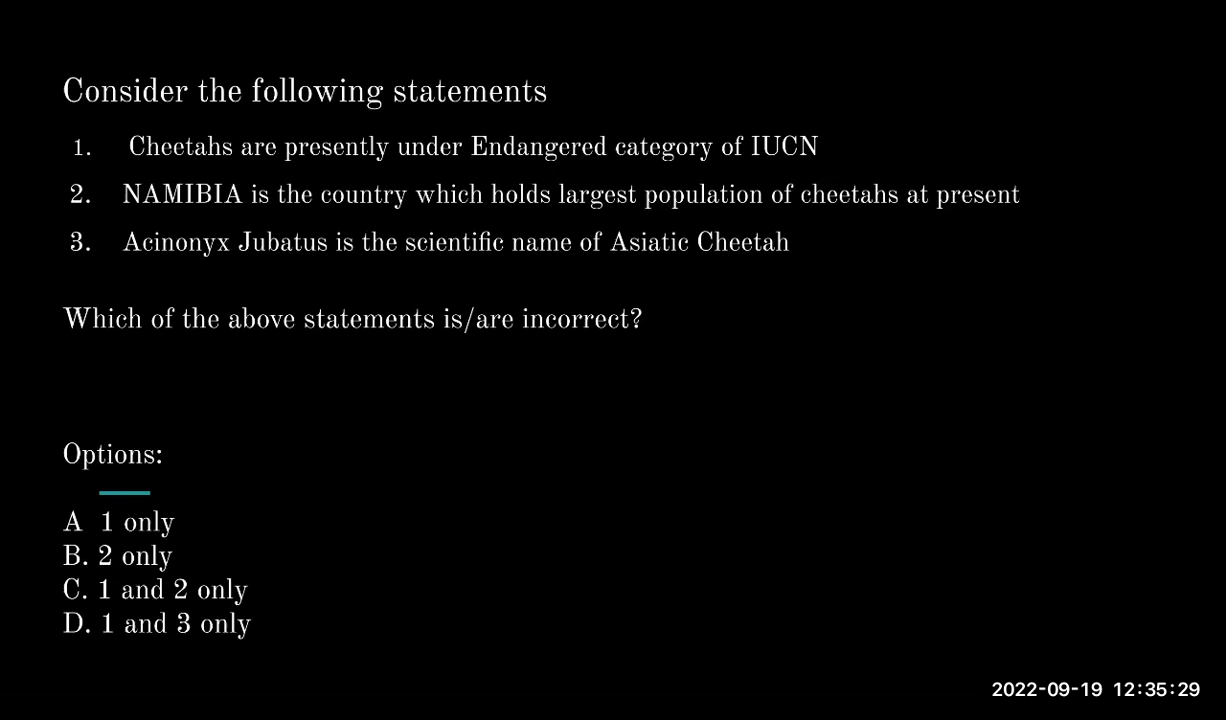 Consider the following statements
1. Cheetahs are presently under Endangered category of IUCN
2. NAMIBIA is the country which holds largest population of cheetahs at present
3. Acinonyx Jubatus is the scientific name of Asiatic Cheetah
Which of the above statements is/are incorrect?
Options:
A 1 only
B. 2 only
C. 1 and 2 only
D. 1 and 3 only
2022-09-19 12:35:29